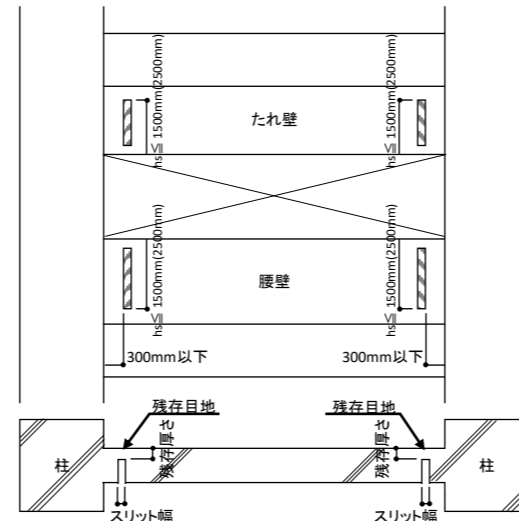 hs≦ 1500mm(2500mm)
hs≦ 1500mm(2500mm)
たれ壁
hs≦ 1500mm(2500mm)
hs≦ 1500mm(2500mm)
腰壁
300mm以下
300mm以下
残存目地
残存目地
残存厚さ
残存厚さ
柱
柱
スリット幅
スリット幅